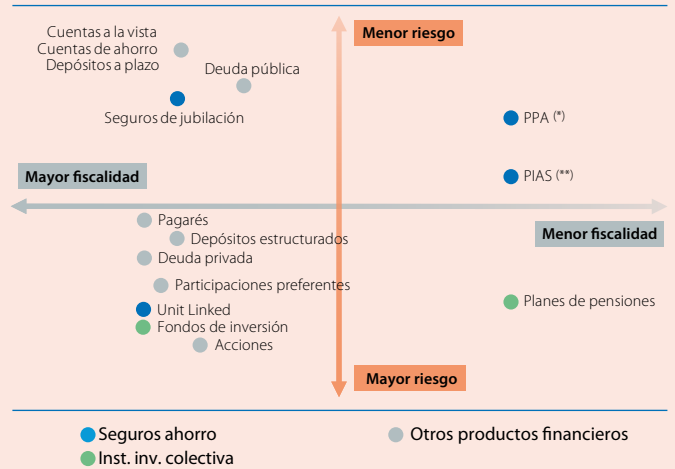 Cuentas a la vista
Cuentas de ahorro
Depósitos a plazo
Menor riesgo
Deuda pública
Seguros de jubilación
PPA (*)
Mayor fiscalidad
PIAS (**)
Pagarés
Depósitos estructurados
Menor fiscalidad
Deuda privada
Participaciones preferentes
Planes de pensiones
Unit Linked
Fondos de inversión
Acciones
Mayor riesgo
Seguros ahorro
Otros productos financieros
Inst. inv. colectiva